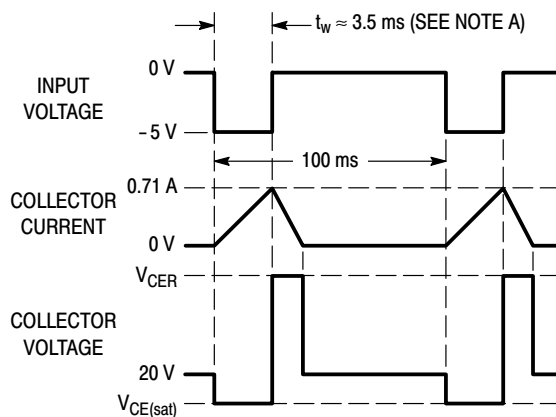 t_w ≈ 3.5 ms (SEE NOTE A)
0 V
INPUT
VOLTAGE
−5 V
100 ms
0.71 A
COLLECTOR
CURRENT
0 V
V_CER
COLLECTOR
VOLTAGE
20 V
V_CE(sat)